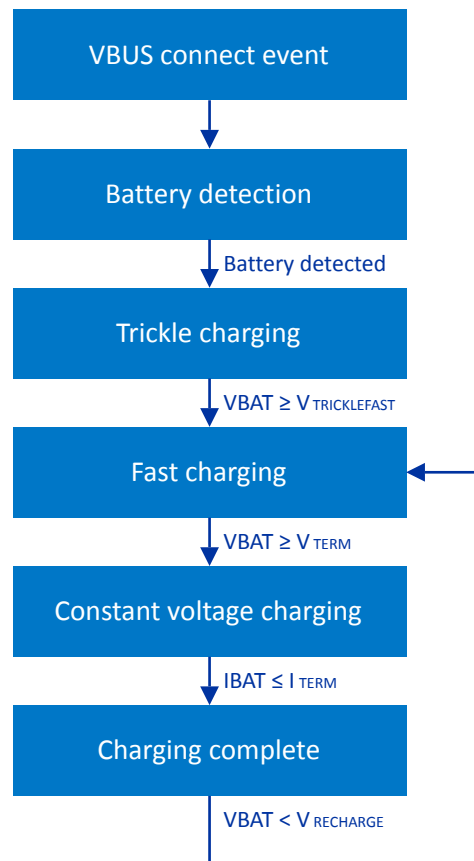 VBUS connect event
Battery detection
Battery detected
Trickle charging
VBAT ≥ V TRICKLEFAST
Fast charging
VBAT ≥ V TERM
Constant voltage charging
IBAT ≤ I TERM
Charging complete
VBAT < V RECHARGE